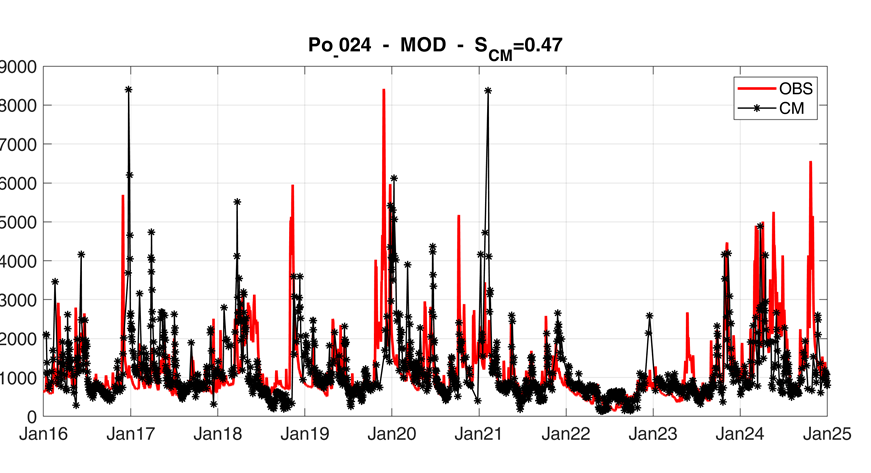 Po_024 - MOD - S_CM=0.47
9000
8000
7000
6000
5000
4000
3000
2000
1000
0
OBS
CM
Jan16 Jan17 Jan18 Jan19 Jan20 Jan21 Jan22 Jan23 Jan24 Jan25